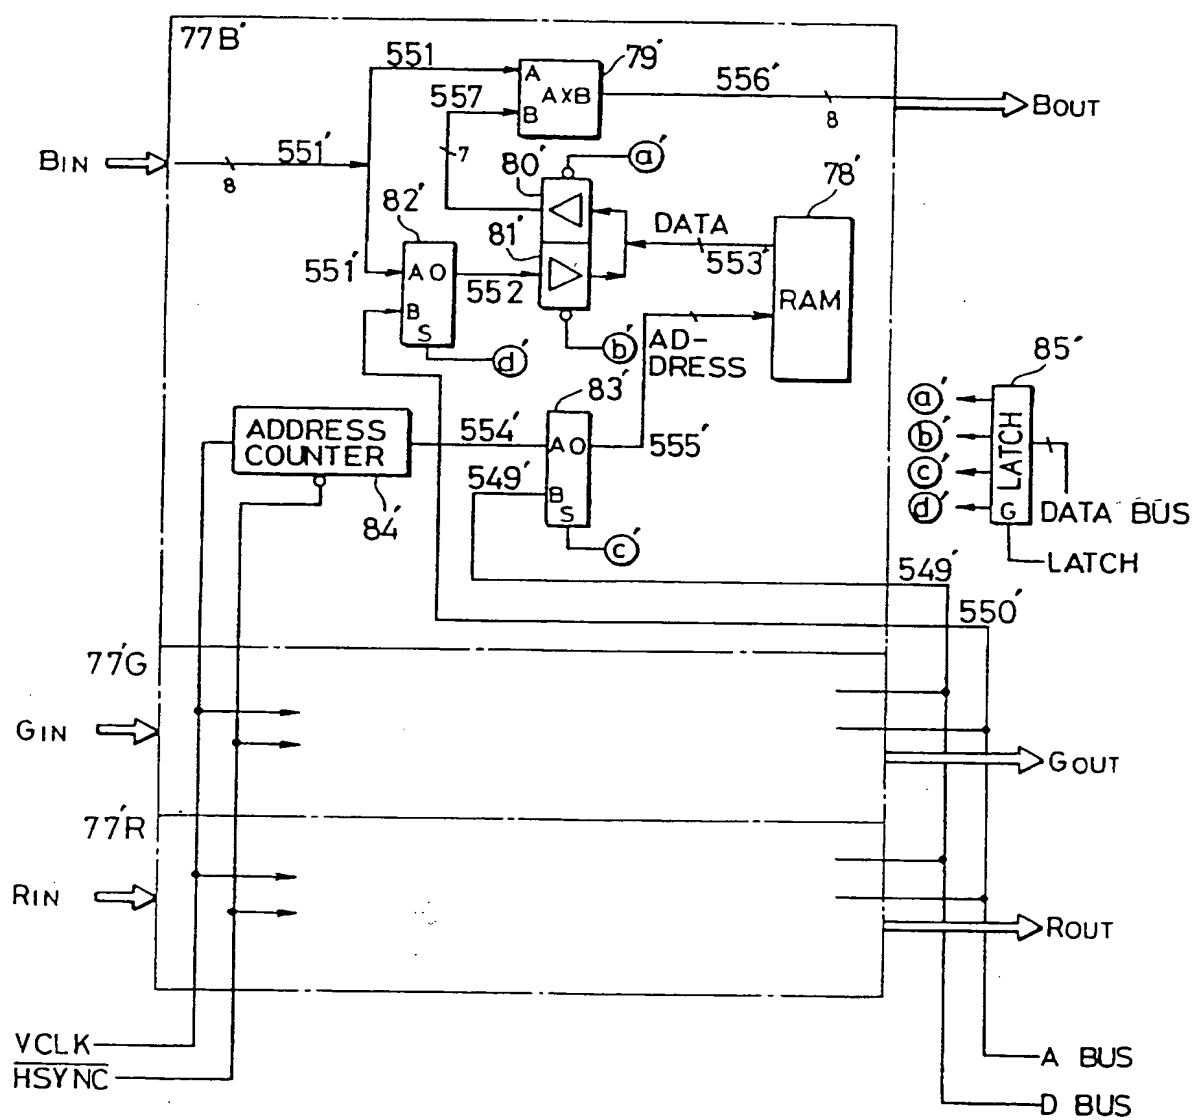 77B′
551
79′
A
AxB
B
556′
8
BOUT
557
7
BIN
8
551′
80′
a′
78′
82′
81′
DATA
553′
RAM
551′
A O
B
S
552
d′
b′
AD-
DRESS
83′
85′
a′
b′
c′
d′
LATCH
G
DATA BUS
LATCH
ADDRESS
COUNTER
84′
554′
A O
B
S
555′
549′
c′
549′
550′
77′G
GIN
GOUT
77′R
RIN
ROUT
VCLK
HSYNC
A BUS
D BUS